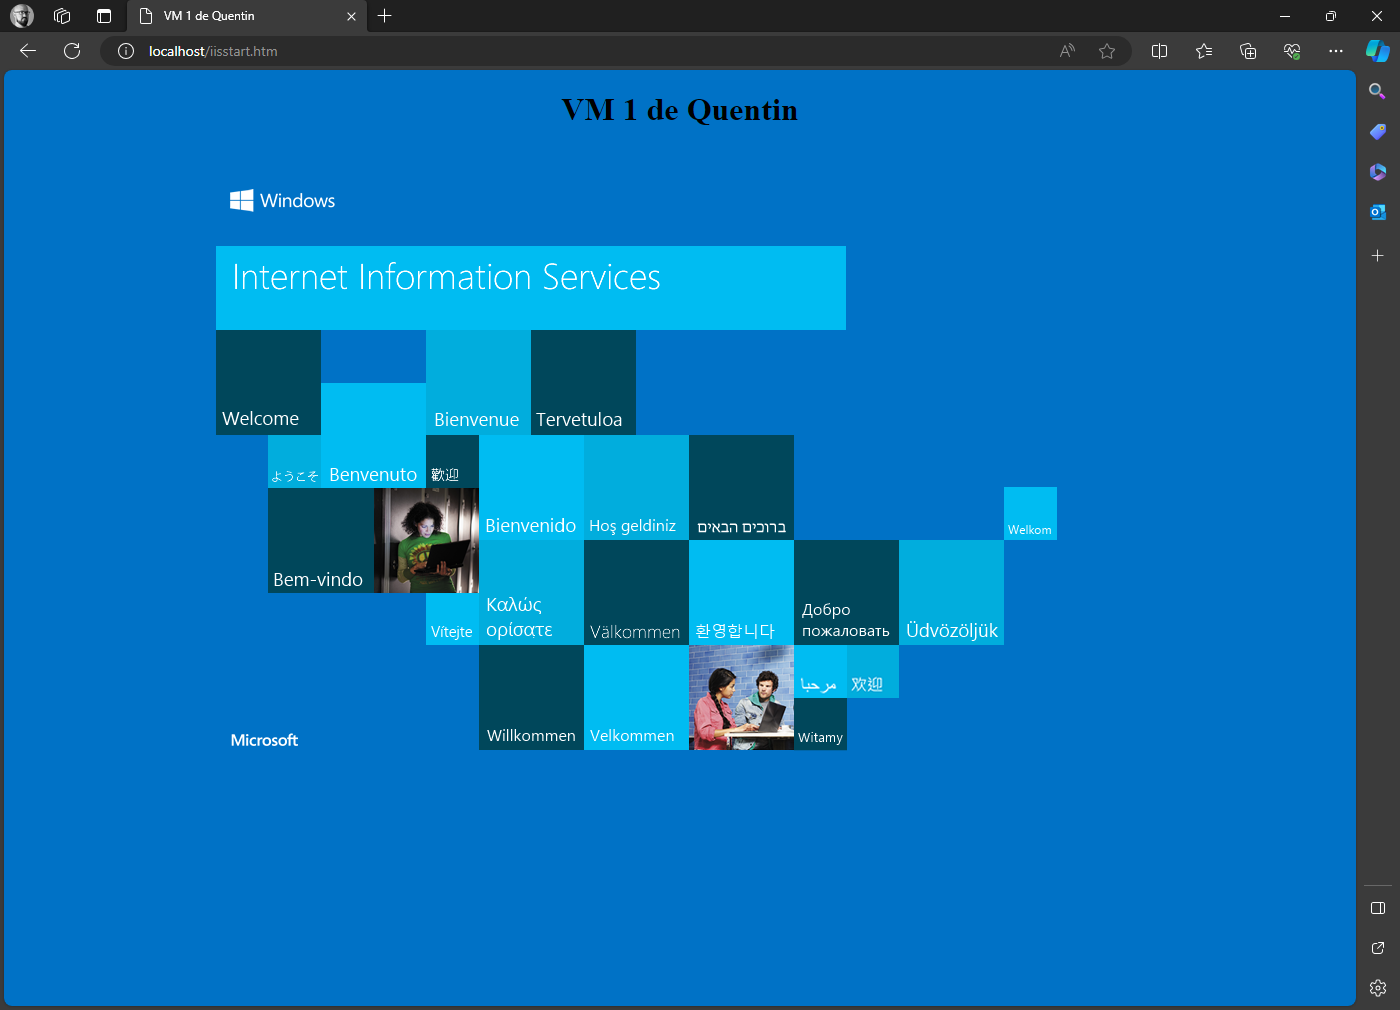 VM 1 de Quentin
localhost/iisstart.htm
VM 1 de Quentin
Windows
Internet Information Services
Welcome
Bienvenue
Tervetuloa
ようこそ
Benvenuto
歡迎
Bienvenido
Hoş geldiniz
ברוכים הבאים
Welkom
Bem-vindo
Vítejte
Καλώς
ορίσατε
Välkommen
환영합니다
Добро
пожаловать
Üdvözöljük
مرحبا
欢迎
Willkommen
Velkommen
Witamy
Microsoft